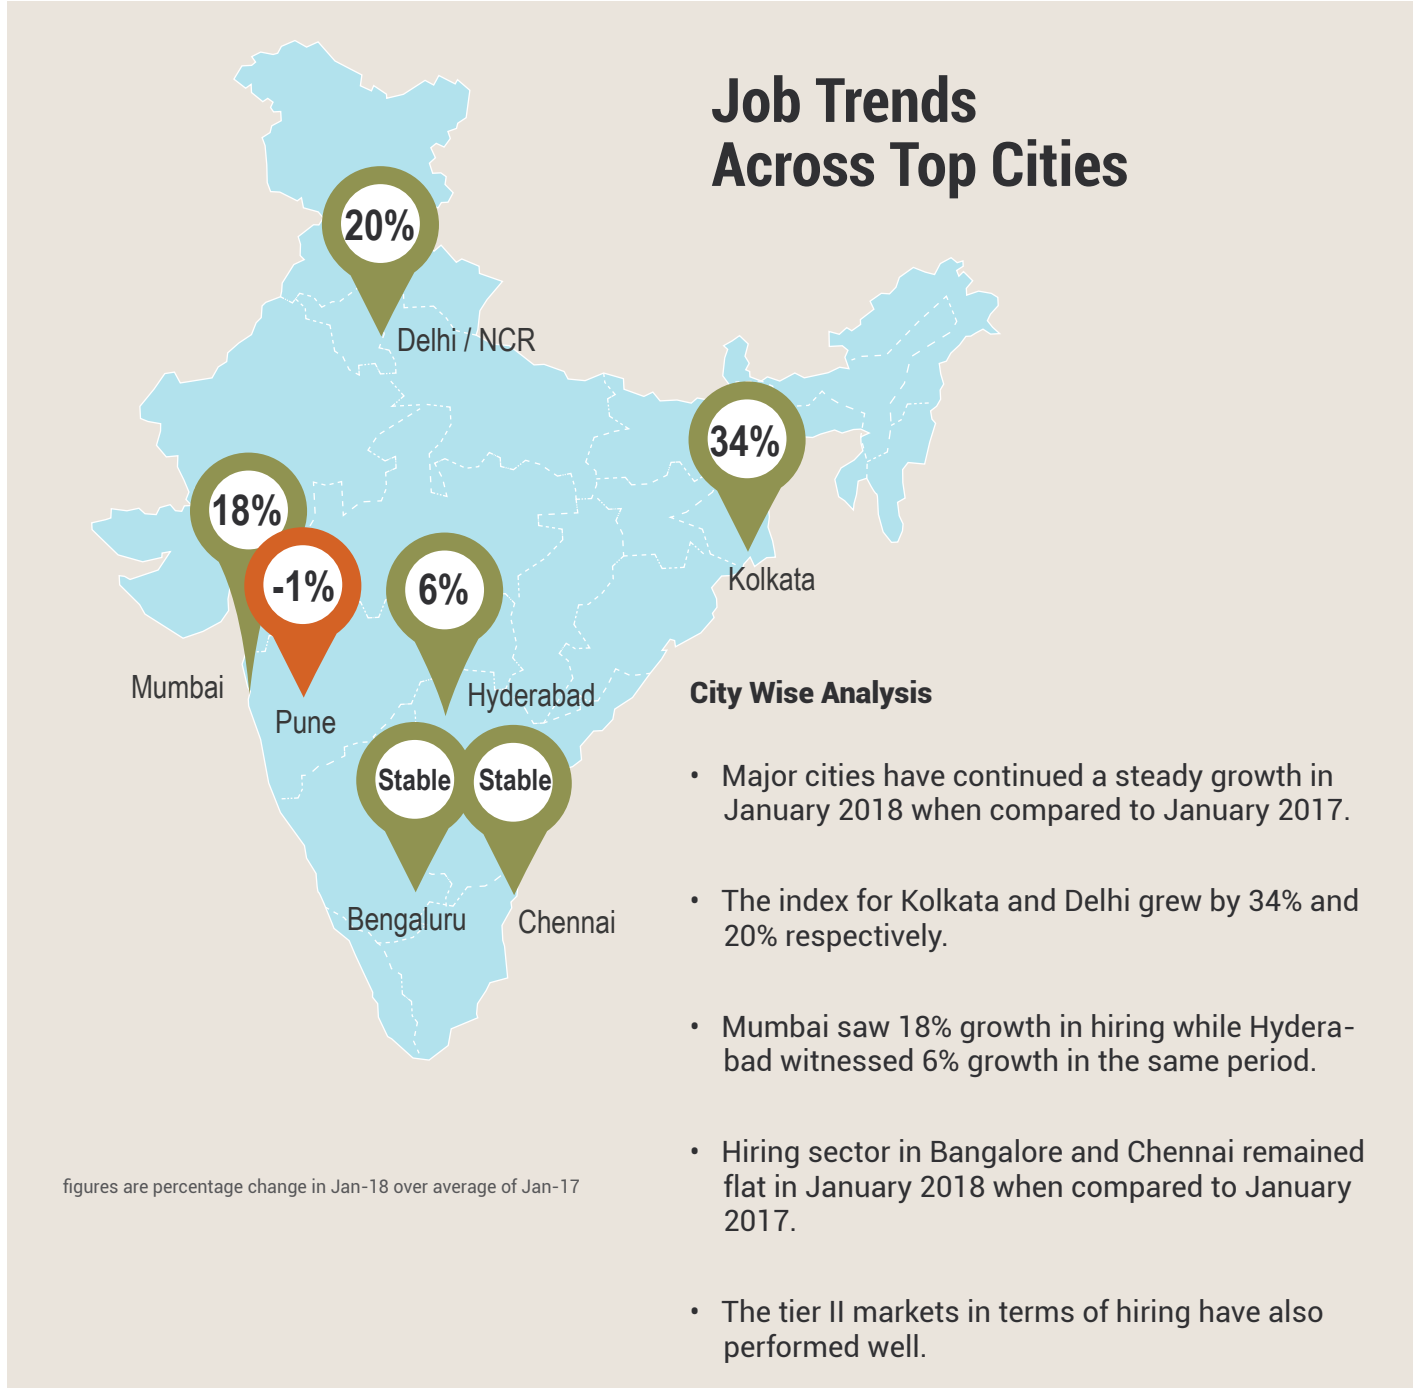 Job Trends
Across Top Cities
20%
Delhi / NCR
34%
Kolkata
18%
Mumbai
-1%
Pune
6%
Hyderabad
Stable
Bengaluru
Stable
Chennai
figures are percentage change in Jan-18 over average of Jan-17
City Wise Analysis
• Major cities have continued a steady growth in
January 2018 when compared to January 2017.
• The index for Kolkata and Delhi grew by 34% and
20% respectively.
• Mumbai saw 18% growth in hiring while Hydera-
bad witnessed 6% growth in the same period.
• Hiring sector in Bangalore and Chennai remained
flat in January 2018 when compared to January
2017.
• The tier II markets in terms of hiring have also
performed well.